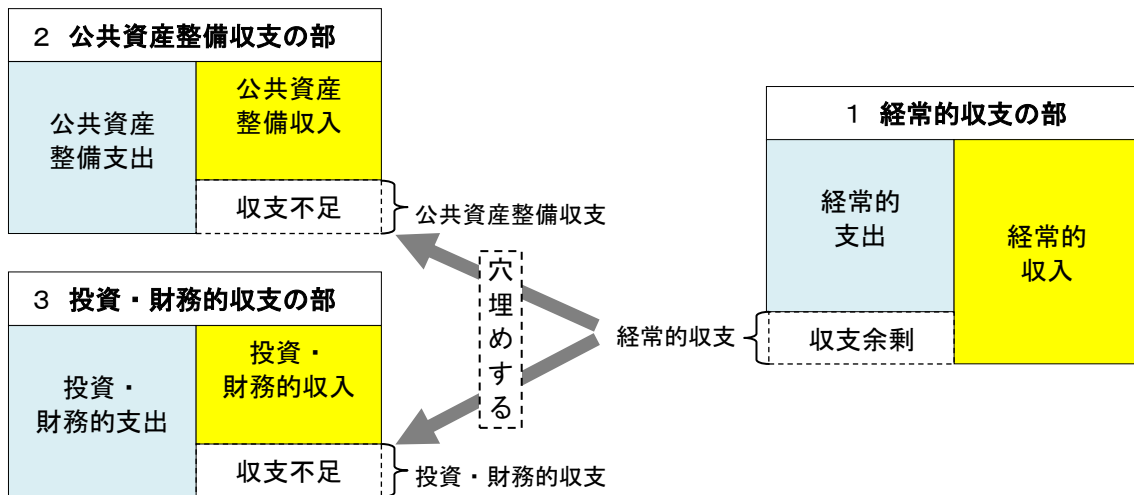 2 公共資産整備収支の部
公共資産
整備支出
公共資産
整備収入
収支不足
公共資産整備収支
3 投資・財務的収支の部
投資・
財務的支出
投資・
財務的収入
収支不足
投資・財務的収支
穴埋めする
経常的収支
1 経常的収支の部
経常的
支出
経常的
収入
収支余剰